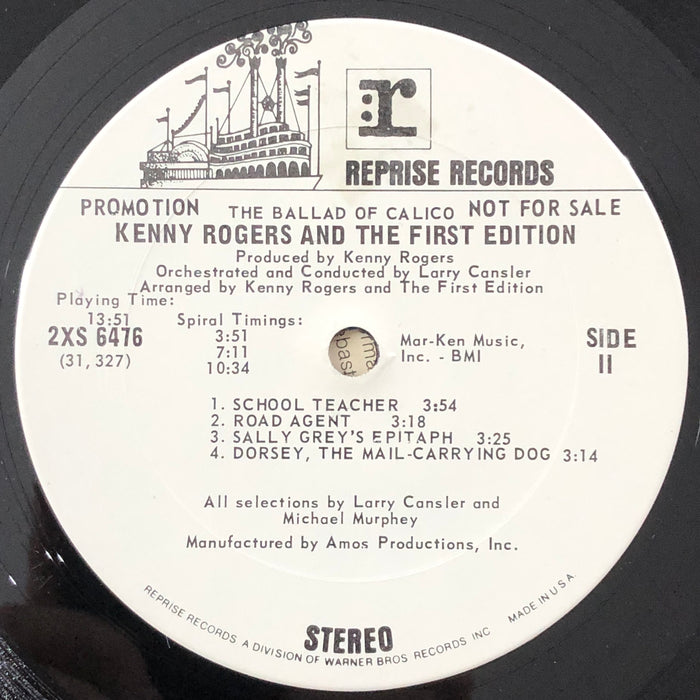 :r
REPRISE RECORDS
PROMOTION THE BALLAD OF CALICO NOT FOR SALE
KENNY ROGERS AND THE FIRST EDITION
Produced by Kenny Rogers
Orchestrated and Conducted by Larry Cansler
Arranged by Kenny Rogers and The First Edition
Playing Time:
13:51
2XS 6476
(31,327)
Spiral Timings:
3:51
7:11
10:34
Mar-Ken Music,
Inc. - BMI
SIDE
II
1. SCHOOL TEACHER 3:54
2. ROAD AGENT 3:18
3. SALLY GREY'S EPITAPH 3:25
4. DORSEY, THE MAIL-CARRYING DOG 3:14
All selections by Larry Cansler and
Michael Murphey
Manufactured by Amos Productions, Inc.
STEREO
REPRISE RECORDS A DIVISION OF WARNER BROS RECORDS INC MADE IN U.S.A.